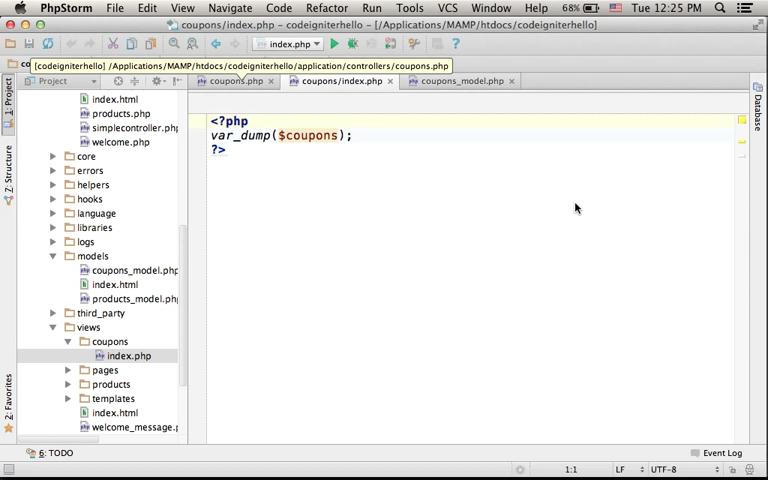 PhpStorm File Edit View Navigate Code Refactor Run Tools VCS Window Help 68% Tue 12:25 PM
coupons/index.php - codeigniterhello - [/Applications/MAMP/htdocs/codeigniterhello]
index.php
[codeigniterhello] /Applications/MAMP/htdocs/codeigniterhello/application/controllers/coupons.php
co
Project
coupons.php coupons/index.php coupons_model.php
1: Project
7: Structure
2: Favorites
Database
index.html
products.php
simplecontroller.php
welcome.php
core
errors
helpers
hooks
language
libraries
logs
models
coupons_model.php
index.html
products_model.php
third_party
views
coupons
index.php
pages
products
templates
index.html
welcome_message.p
<?php
var_dump($coupons);
?>
6: TODO Event Log
1:1 LF UTF-8